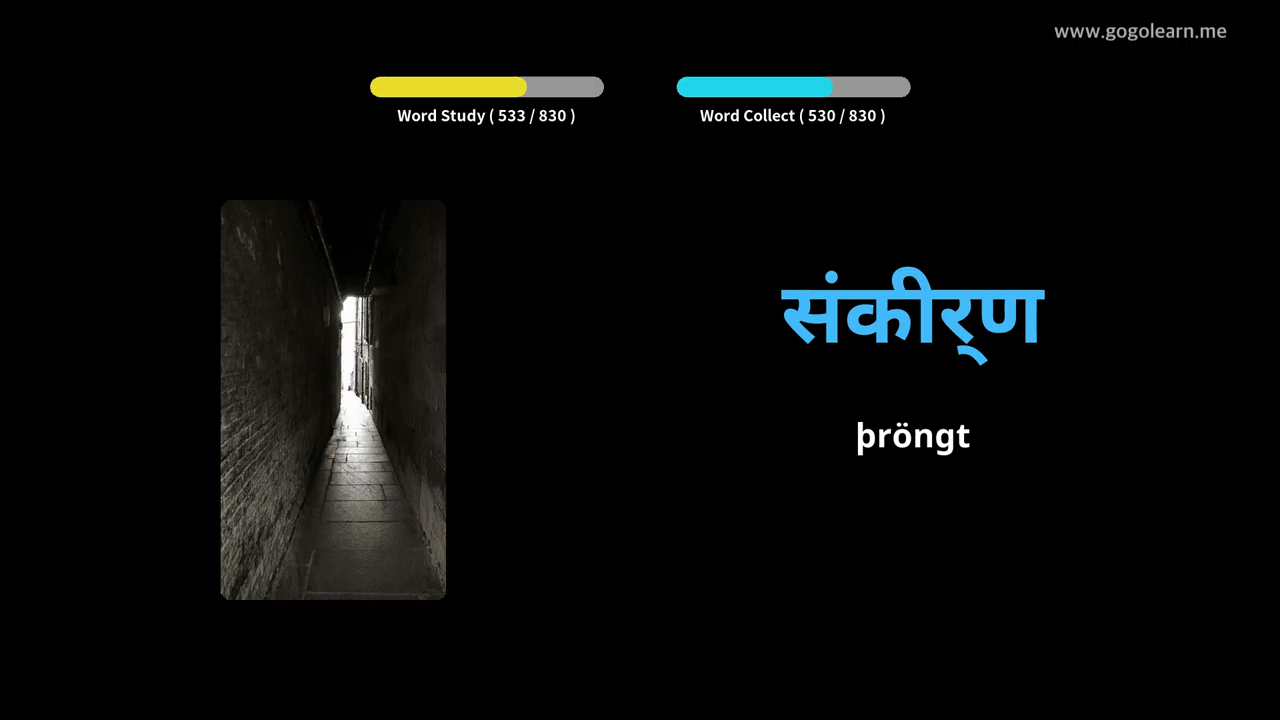 www.gogolearn.me
Word Study ( 533 / 830 )
Word Collect ( 530 / 830 )
संकीर्‌ण
þröngt